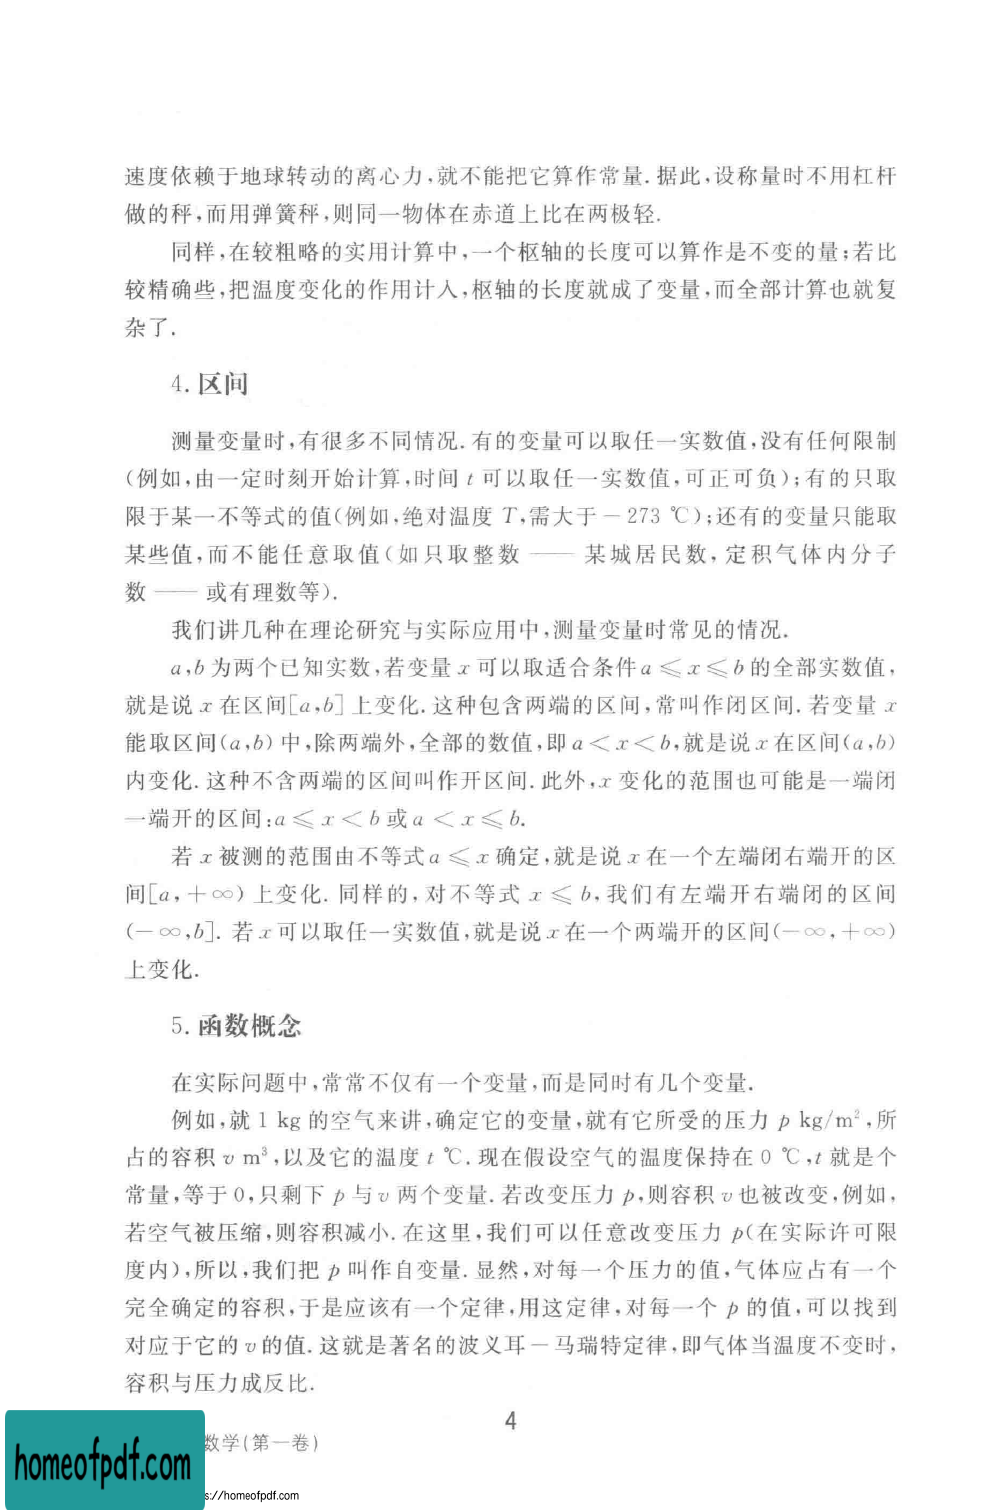 速度依赖于地球转动的离心力,就不能把它算作常量.据此,设称量时不用杠杆
做的秤,而用弹簧秤,则同一物体在赤道上比在两极轻.
同样,在较粗略的实用计算中,一个枢轴的长度可以算作是不变的量;若比
较精确些,把温度变化的作用计入,枢轴的长度就成了变量,而全部计算也就复
杂了.
4.区间
测量变量时,有很多不同情况.有的变量可以取任一实数值,没有任何限制
(例如,由一定时刻开始计算,时间 t 可以取任一实数值,可正可负);有的只取
限于某一不等式的值(例如,绝对温度 T,需大于－273 ℃);还有的变量只能取
某些值,而不能任意取值(如只取整数——某城居民数,定积气体内分子
数——或有理数等).
我们讲几种在理论研究与实际应用中,测量变量时常见的情况.
a,b 为两个已知实数,若变量 x 可以取适合条件 a ≤ x ≤ b 的全部实数值,
就是说 x 在区间[a,b] 上变化.这种包含两端的区间,常叫作闭区间.若变量 x
能取区间(a,b) 中,除两端外,全部的数值,即 a < x < b,就是说 x 在区间(a,b)
内变化.这种不含两端的区间叫作开区间.此外,x 变化的范围也可能是一端闭
一端开的区间:a ≤ x < b 或 a < x ≤ b.
若 x 被测的范围由不等式 a ≤ x 确定,就是说 x 在一个左端闭右端开的区
间[a,+∞) 上变化.同样的,对不等式 x ≤ b,我们有左端开右端闭的区间
(-∞,b].若 x 可以取任一实数值,就是说 x 在一个两端开的区间(-∞,+∞)
上变化.
5.函数概念
在实际问题中,常常不仅有一个变量,而是同时有几个变量.
例如,就 1 kg 的空气来讲,确定它的变量,就有它所受的压力 p kg/m²,所
占的容积 v m³,以及它的温度 t ℃.现在假设空气的温度保持在 0 ℃,t 就是个
常量,等于 0,只剩下 p 与 v 两个变量.若改变压力 p,则容积 v 也被改变,例如,
若空气被压缩,则容积减小.在这里,我们可以任意改变压力 p(在实际许可限
度内),所以,我们把 p 叫作自变量.显然,对每一个压力的值,气体应占有一个
完全确定的容积,于是应该有一个定律,用这定律,对每一个 p 的值,可以找到
对应于它的 v 的值.这就是著名的波义耳－马瑞特定律,即气体当温度不变时,
容积与压力成反比.
4
数学(第一卷)
homeofpdf.com
s://homeofpdf.com